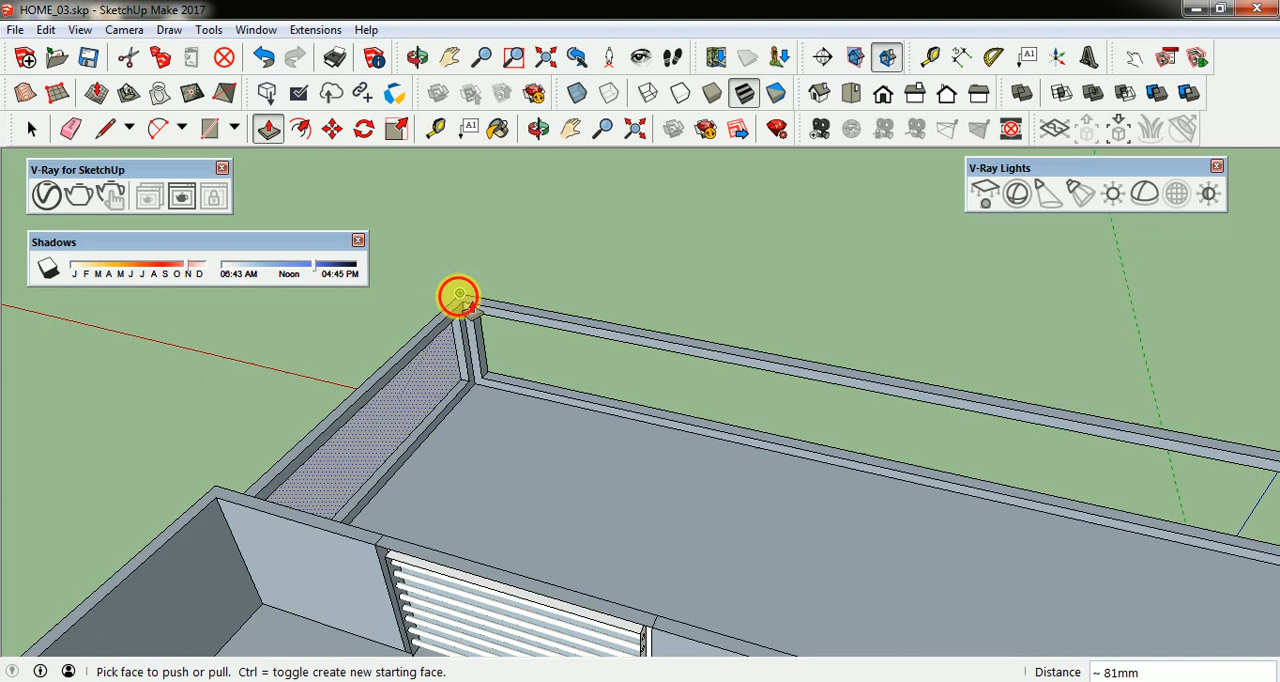 HOME_03.skp - SketchUp Make 2017
File Edit View Camera Draw Tools Window Extensions Help
A1
A1
V-Ray for SketchUp
V-Ray Lights
Shadows
J F M A M J J A S O N D 06:43 AM Noon 04:45 PM
Pick face to push or pull. Ctrl = toggle create new starting face. Distance ~ 81mm